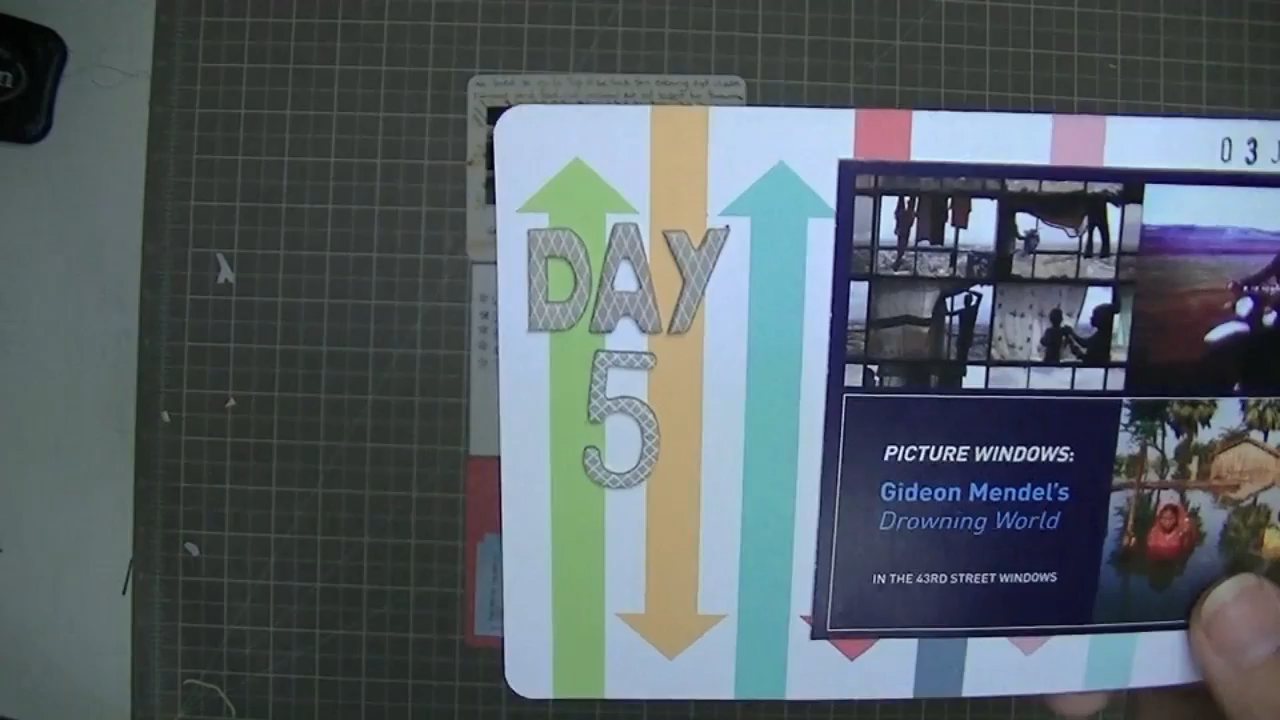 03
DAY
5
PICTURE WINDOWS:
Gideon Mendel's
Drowning World
IN THE 43RD STREET WINDOWS